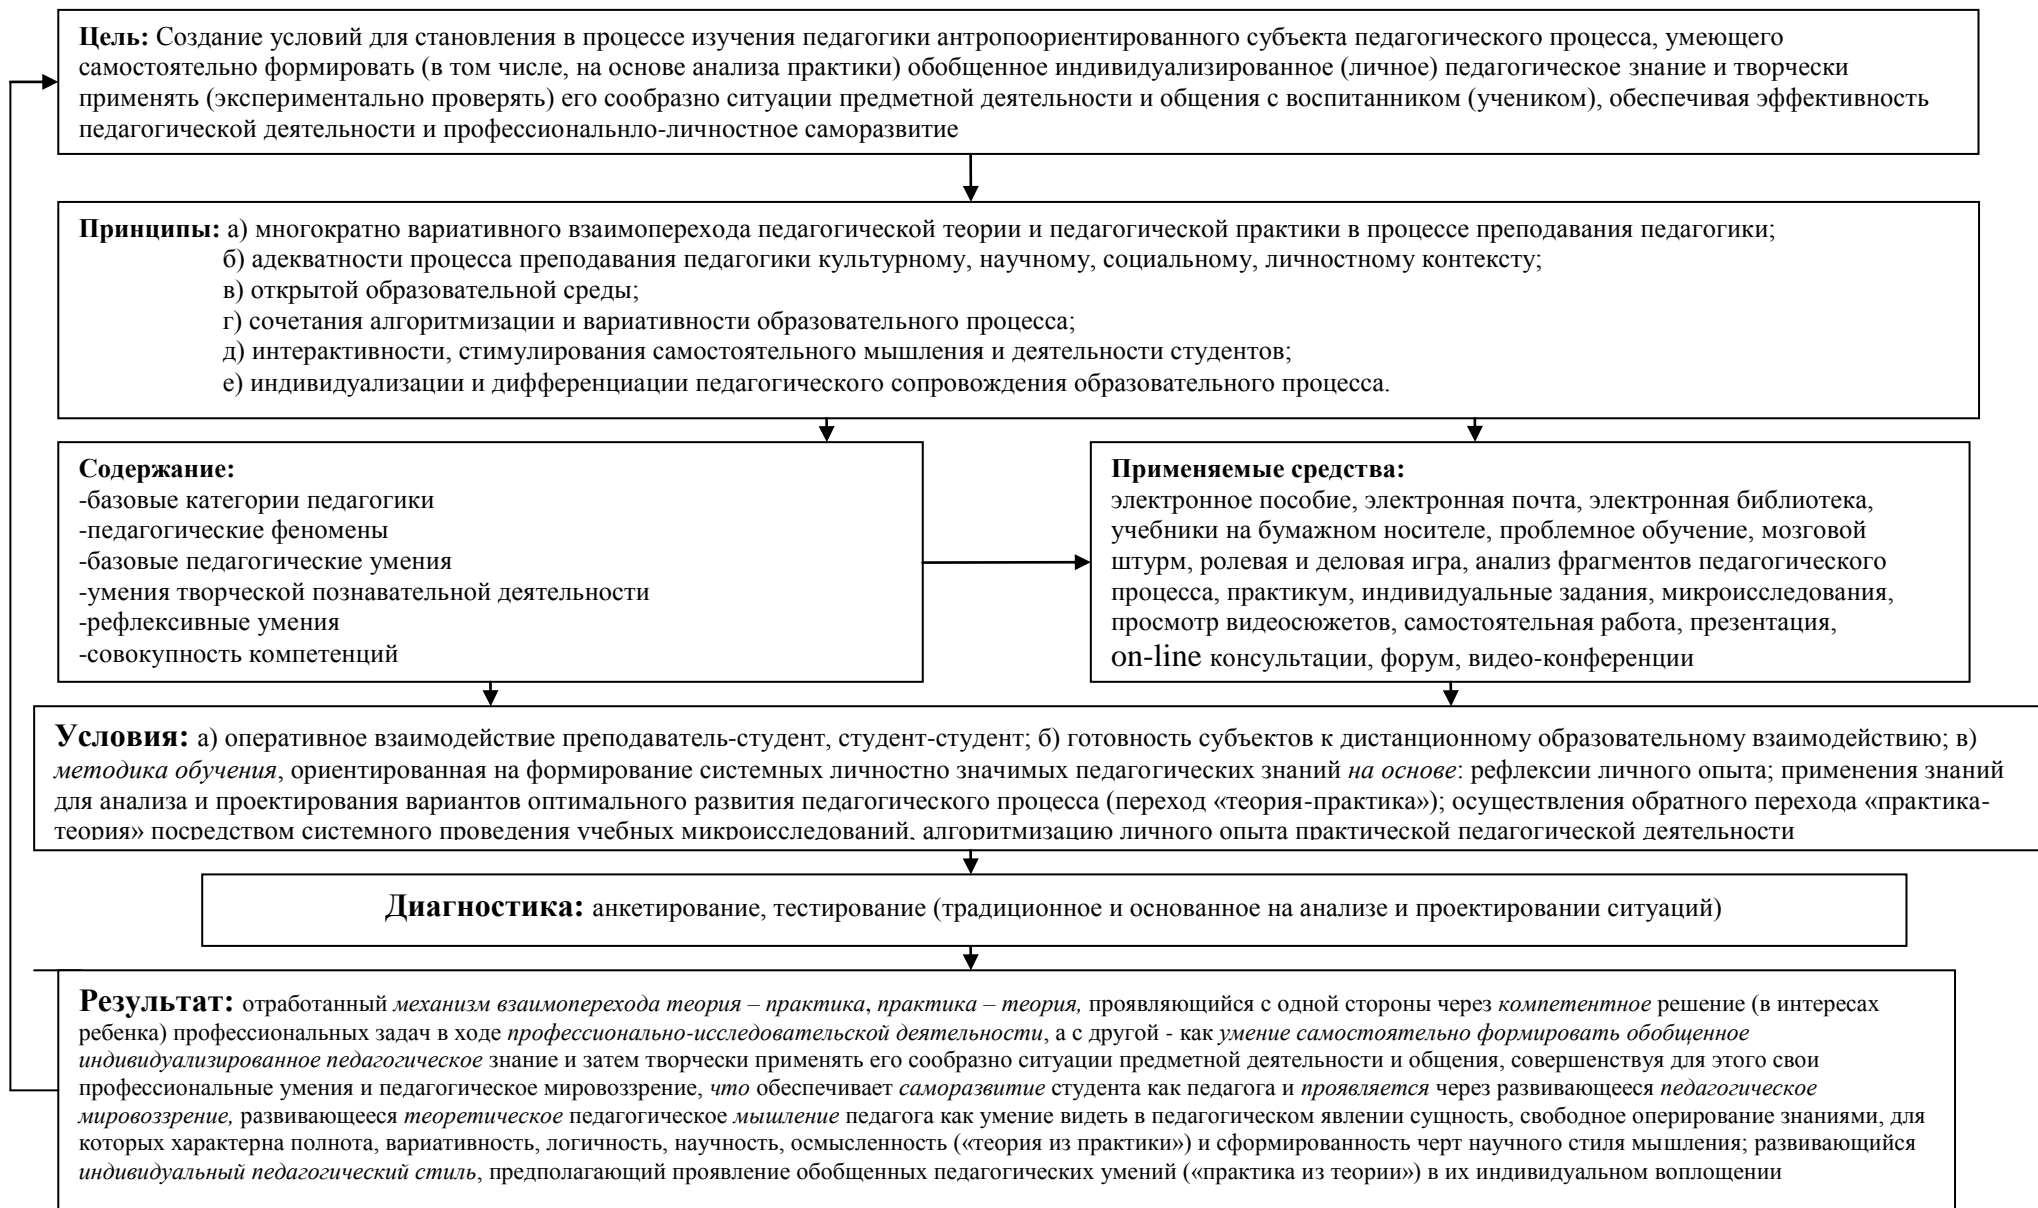 Цель: Создание условий для становления в процессе изучения педагогики антропоориентированного субъекта педагогического процесса, умеющего
самостоятельно формировать (в том числе, на основе анализа практики) обобщенное индивидуализированное (личное) педагогическое знание и творчески
применять (экспериментально проверять) его сообразно ситуации предметной деятельности и общения с воспитанником (учеником), обеспечивая эффективность
педагогической деятельности и профессиональнло-личностное саморазвитие
Принципы: а) многократно вариативного взаимоперехода педагогической теории и педагогической практики в процессе преподавания педагогики;
б) адекватности процесса преподавания педагогики культурному, научному, социальному, личностному контексту;
в) открытой образовательной среды;
г) сочетания алгоритмизации и вариативности образовательного процесса;
д) интерактивности, стимулирования самостоятельного мышления и деятельности студентов;
е) индивидуализации и дифференциации педагогического сопровождения образовательного процесса.
Содержание:
-базовые категории педагогики
-педагогические феномены
-базовые педагогические умения
-умения творческой познавательной деятельности
-рефлексивные умения
-совокупность компетенций
Применяемые средства:
электронное пособие, электронная почта, электронная библиотека,
учебники на бумажном носителе, проблемное обучение, мозговой
штурм, ролевая и деловая игра, анализ фрагментов педагогического
процесса, практикум, индивидуальные задания, микроисследования,
просмотр видеосюжетов, самостоятельная работа, презентация,
on-line консультации, форум, видео-конференции
Условия: а) оперативное взаимодействие преподаватель-студент, студент-студент; б) готовность субъектов к дистанционному образовательному взаимодействию; в)
методика обучения, ориентированная на формирование системных личностно значимых педагогических знаний на основе: рефлексии личного опыта; применения знаний
для анализа и проектирования вариантов оптимального развития педагогического процесса (переход «теория-практика»); осуществления обратного перехода «практика-
теория» посредством системного проведения учебных микроисследований, алгоритмизацию личного опыта практической педагогической деятельности
Диагностика: анкетирование, тестирование (традиционное и основанное на анализе и проектировании ситуаций)
Результат: отработанный механизм взаимоперехода теория – практика, практика – теория, проявляющийся с одной стороны через компетентное решение (в интересах
ребенка) профессиональных задач в ходе профессионально-исследовательской деятельности, а с другой - как умение самостоятельно формировать обобщенное
индивидуализированное педагогическое знание и затем творчески применять его сообразно ситуации предметной деятельности и общения, совершенствуя для этого свои
профессиональные умения и педагогическое мировоззрение, что обеспечивает саморазвитие студента как педагога и проявляется через развивающееся педагогическое
мировоззрение, развивающееся теоретическое педагогическое мышление педагога как умение видеть в педагогическом явлении сущность, свободное оперирование знаниями, для
которых характерна полнота, вариативность, логичность, научность, осмысленность («теория из практики») и сформированность черт научного стиля мышления; развивающийся
индивидуальный педагогический стиль, предполагающий проявление обобщенных педагогических умений («практика из теории») в их индивидуальном воплощении